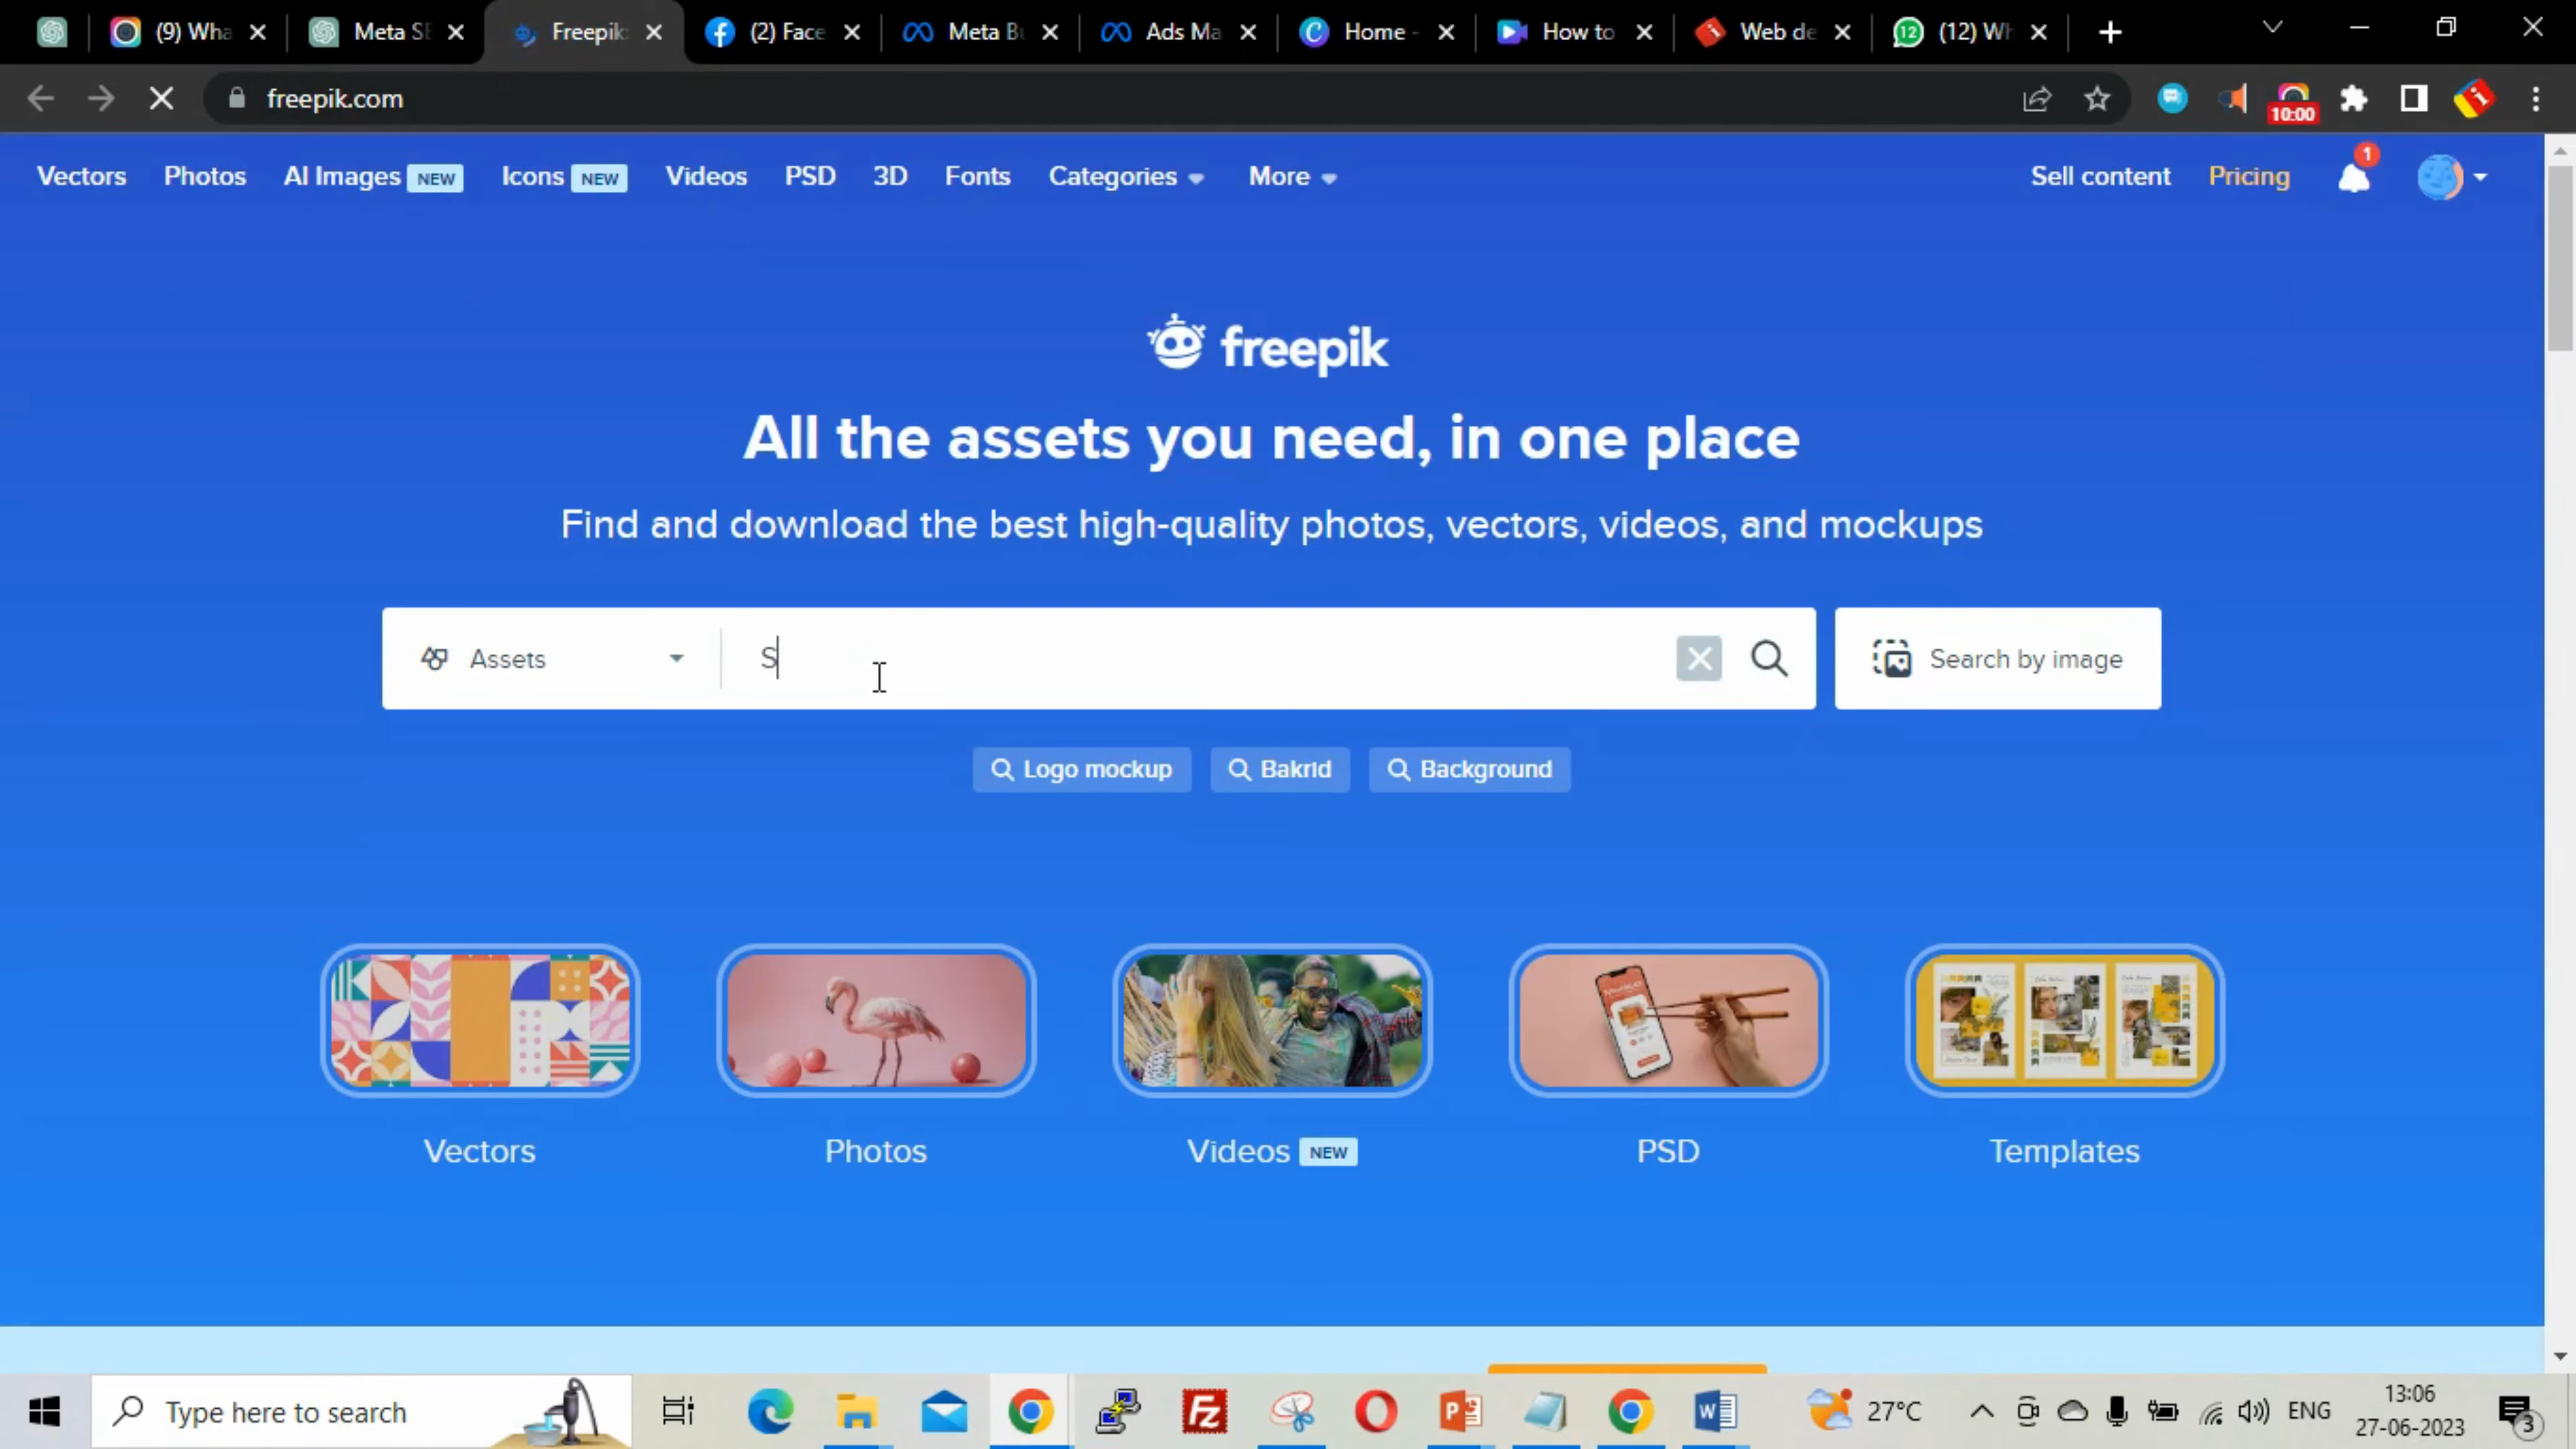 (9) Wha
Meta SE
Freepik
(2) Face
Meta Bu
Ads Ma
Home -
How to
Web de
12
(12) Wh
freepik.com
10:00
Vectors Photos AI Images NEW Icons NEW Videos PSD 3D Fonts Categories More Sell content Pricing 1
freepik
All the assets you need, in one place
Find and download the best high-quality photos, vectors, videos, and mockups
Assets S Search by image
Logo mockup Bakrid Background
Vectors Photos Videos NEW PSD Templates
Type here to search
27°C
ENG
13:06
27-06-2023
3